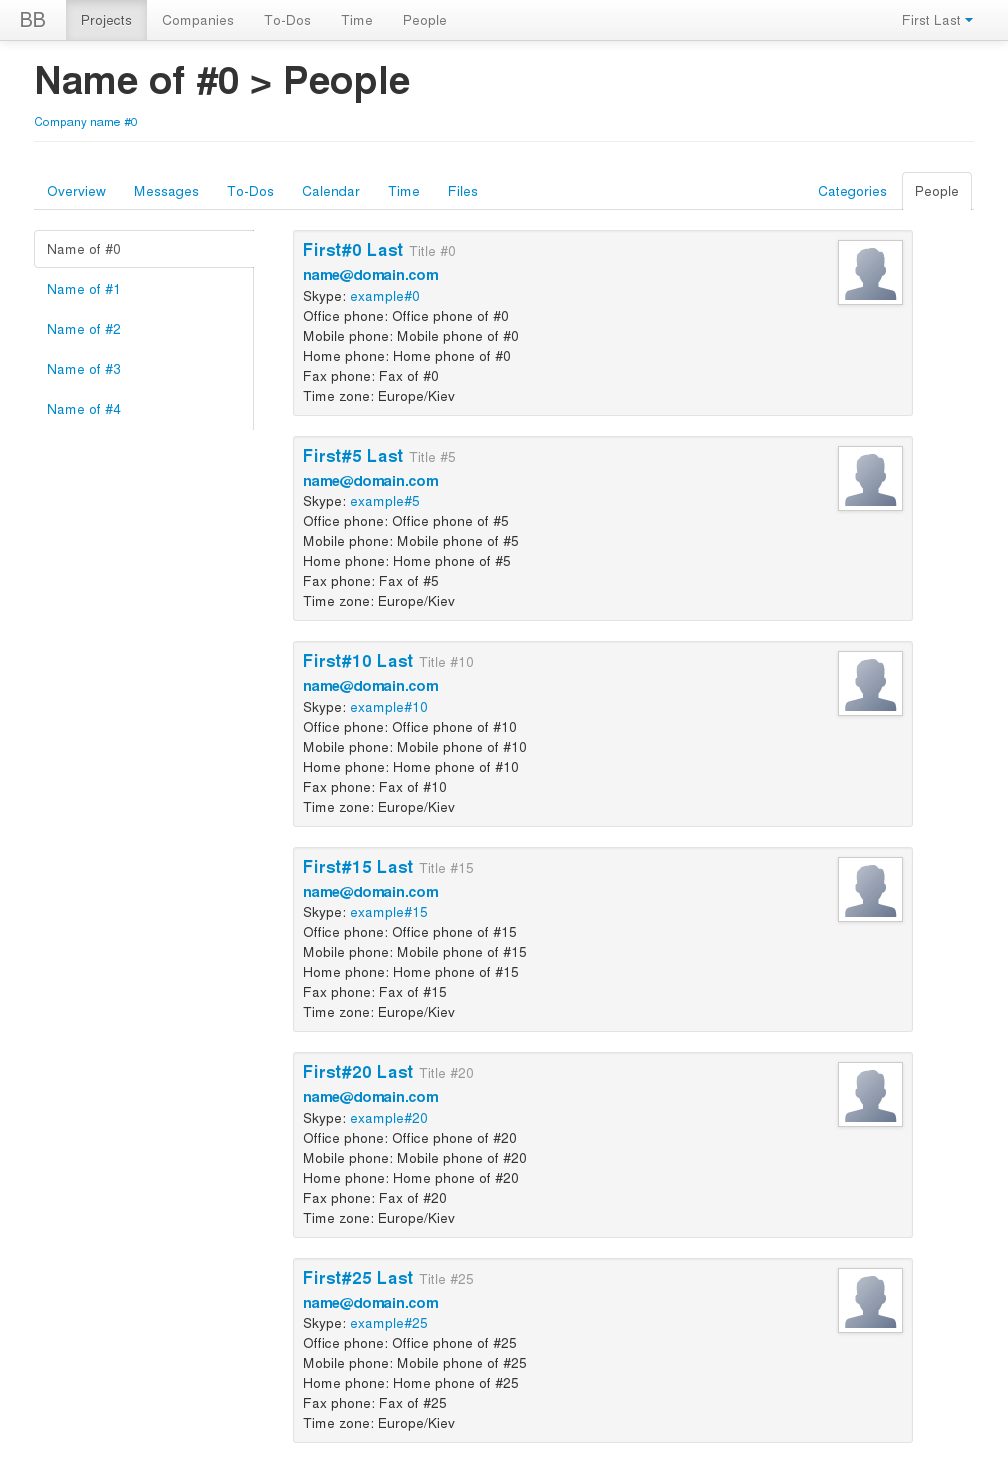 BB Projects Companies To-Dos Time People First Last
Name of #0 > People
Company name #0
Overview Messages To-Dos Calendar Time Files Categories People
Name of #0
Name of #1
Name of #2
Name of #3
Name of #4
First#0 Last Title #0
name@domain.com
Skype: example#0
Office phone: Office phone of #0
Mobile phone: Mobile phone of #0
Home phone: Home phone of #0
Fax phone: Fax of #0
Time zone: Europe/Kiev
First#5 Last Title #5
name@domain.com
Skype: example#5
Office phone: Office phone of #5
Mobile phone: Mobile phone of #5
Home phone: Home phone of #5
Fax phone: Fax of #5
Time zone: Europe/Kiev
First#10 Last Title #10
name@domain.com
Skype: example#10
Office phone: Office phone of #10
Mobile phone: Mobile phone of #10
Home phone: Home phone of #10
Fax phone: Fax of #10
Time zone: Europe/Kiev
First#15 Last Title #15
name@domain.com
Skype: example#15
Office phone: Office phone of #15
Mobile phone: Mobile phone of #15
Home phone: Home phone of #15
Fax phone: Fax of #15
Time zone: Europe/Kiev
First#20 Last Title #20
name@domain.com
Skype: example#20
Office phone: Office phone of #20
Mobile phone: Mobile phone of #20
Home phone: Home phone of #20
Fax phone: Fax of #20
Time zone: Europe/Kiev
First#25 Last Title #25
name@domain.com
Skype: example#25
Office phone: Office phone of #25
Mobile phone: Mobile phone of #25
Home phone: Home phone of #25
Fax phone: Fax of #25
Time zone: Europe/Kiev